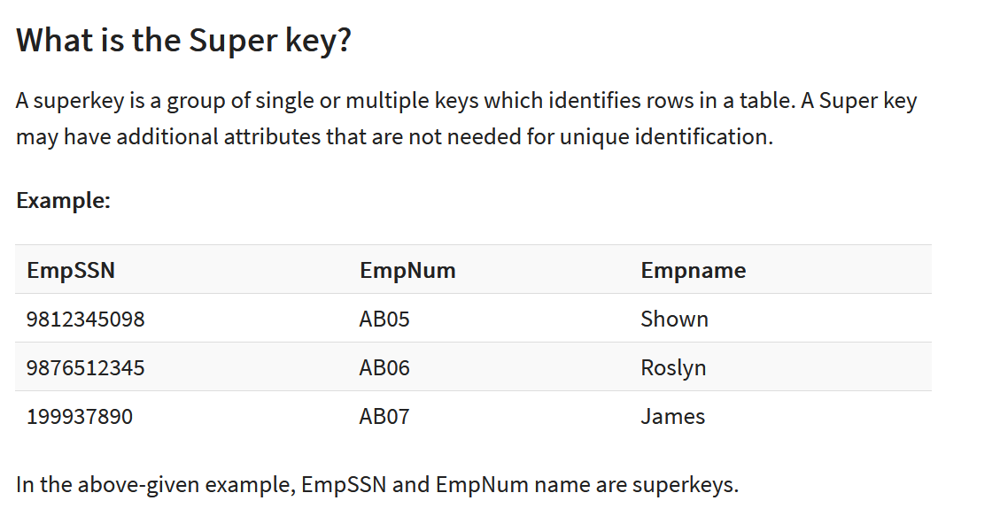 What is the Super key?
A superkey is a group of single or multiple keys which identifies rows in a table. A Super key
may have additional attributes that are not needed for unique identification.
Example:
EmpSSN EmpNum Empname
9812345098 AB05 Shown
9876512345 AB06 Roslyn
199937890 AB07 James
In the above-given example, EmpSSN and EmpNum name are superkeys.